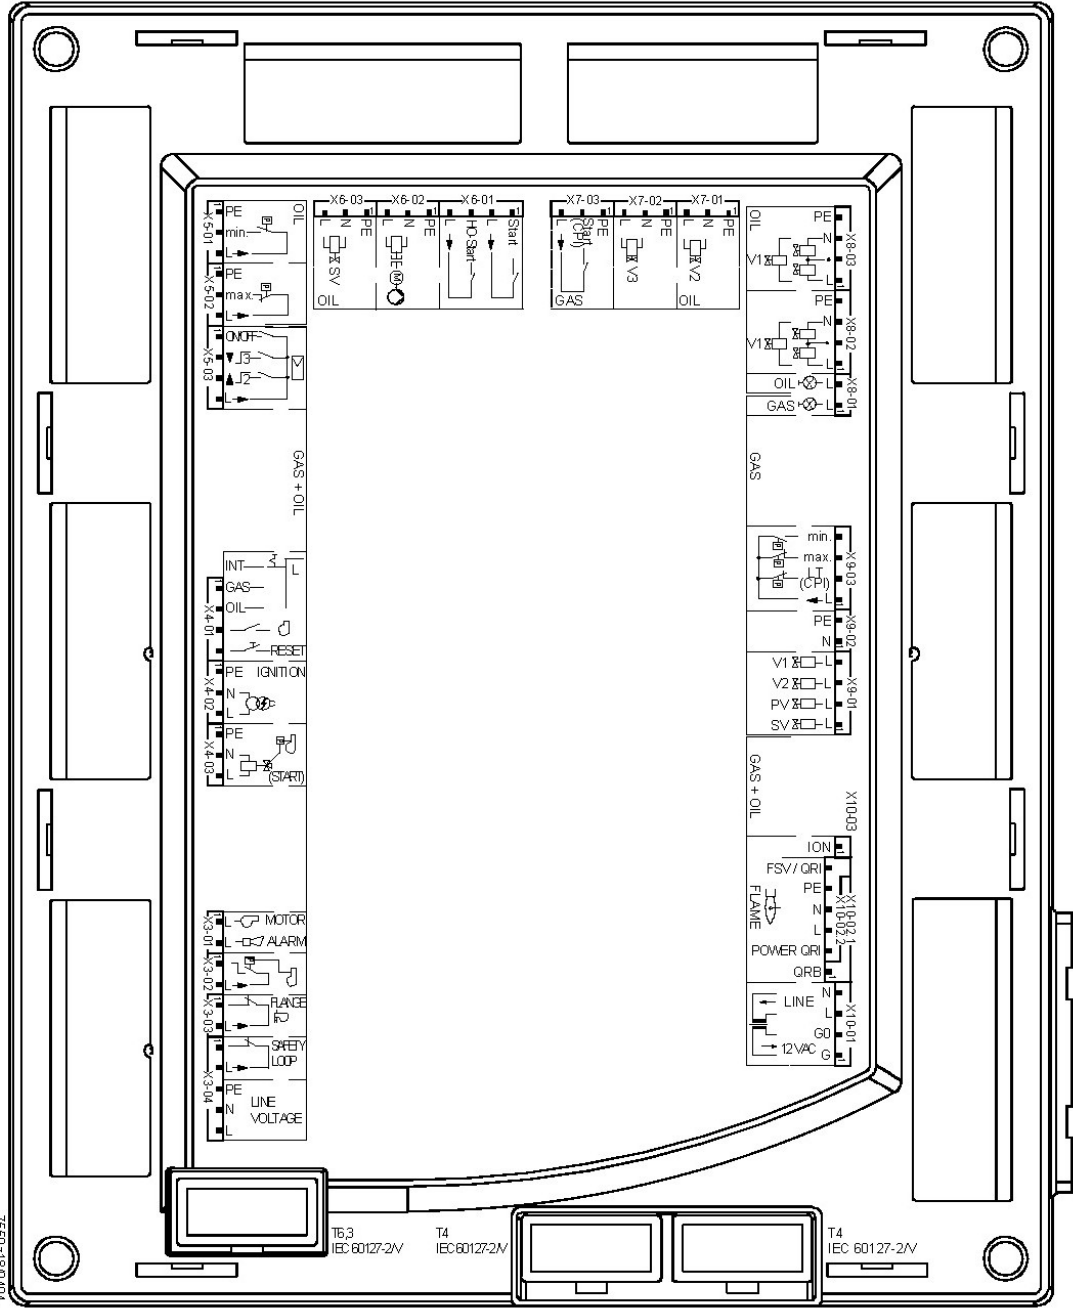 X6-03 X6-02 X6-01
L N PE L N PE HO Start Start
SV
OIL
X7-03 X7-02 X7-01
L Start (CPI) PE L N PE L N PE
V3 V2
GAS OIL
X5-01
PE OIL
min.
L
X5-02
PE
max.
L
X5-03
ON/OFF
3
2
L
GAS + OIL
X4-01
INT L
GAS
OIL
RESET
X4-02
PE IGNITION
N
L
X4-03
PE
N
L (START)
X3-01
L MOTOR
L ALARM
X3-02
L
X3-03
FLANGE
L
X3-04
SAFETY
LOOP
L
PE
N LINE
VOLTAGE
L
X8-03
OIL PE
N
V1
L
X8-02
PE
N
V1
L
X8-01
OIL L
GAS L
GAS
X9-03
min.
max.
LT
(CPI)
L
X9-02
PE
N
X9-01
V1 L
V2 L
PV L
SV L
GAS + OIL
X10-03
ION
X10-02.1
X10-02.2
FSV / QRI
PE
N
FLAME
L
POWER QRI
QRB
X10-01
N
LINE
L
G0
12VAC G
T6,3
IEC 60127-2/V
T4
IEC 60127-2/V
T4
IEC 60127-2/V